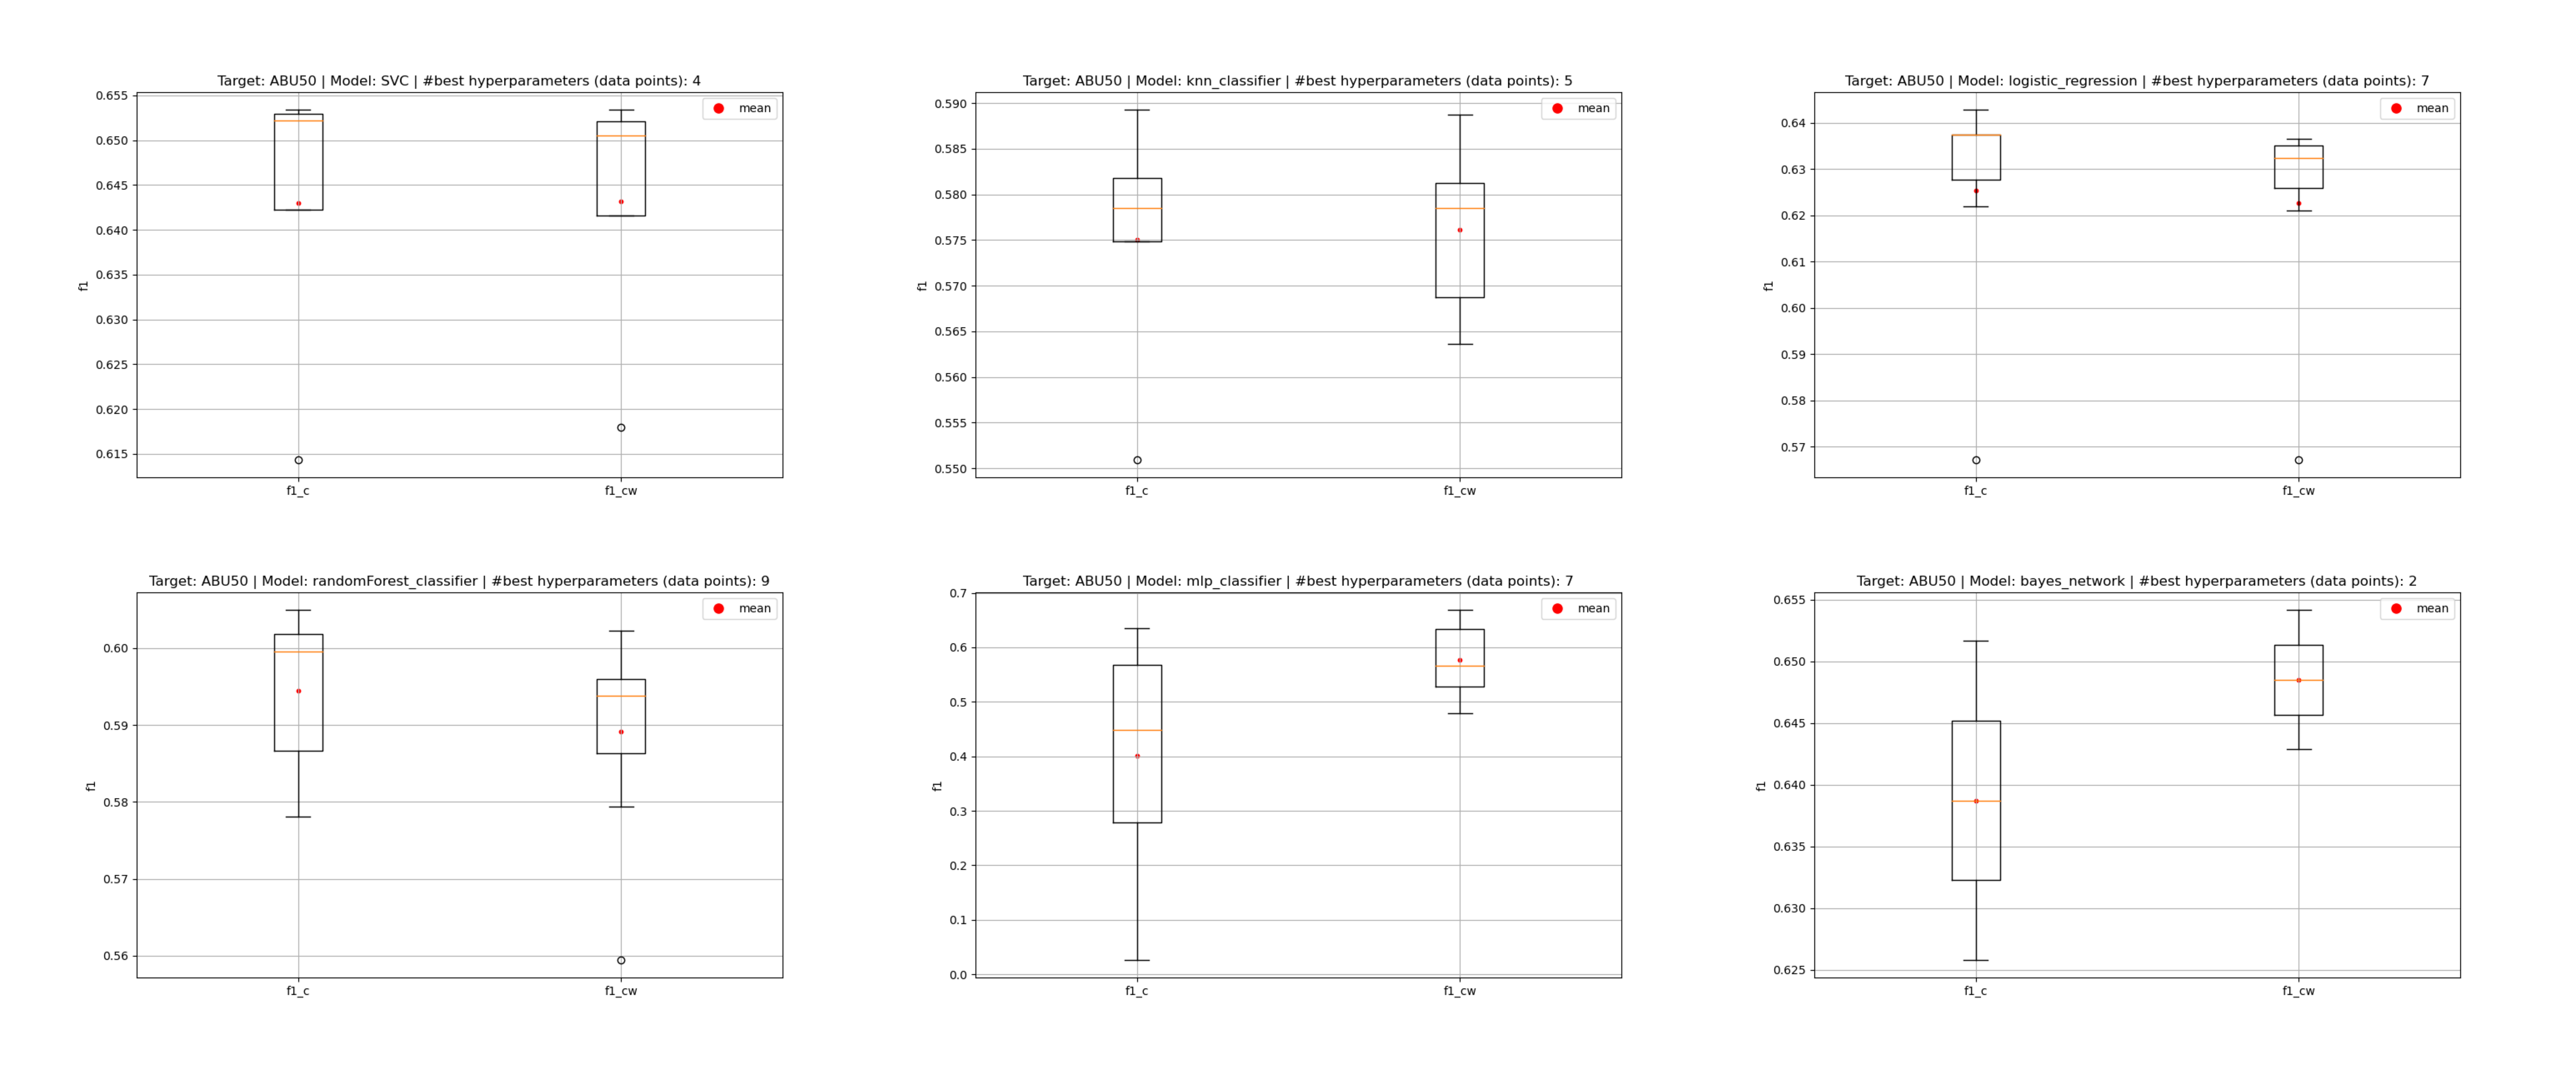 Target: ABU50 | Model: SVC | #best hyperparameters (data points): 4
mean
0.655
0.650
0.645
0.640
0.635
0.630
0.625
0.620
0.615
f1
f1_c
f1_cw
Target: ABU50 | Model: knn_classifier | #best hyperparameters (data points): 5
mean
0.590
0.585
0.580
0.575
0.570
0.565
0.560
0.555
0.550
f1
f1_c
f1_cw
Target: ABU50 | Model: logistic_regression | #best hyperparameters (data points): 7
mean
0.64
0.63
0.62
0.61
0.60
0.59
0.58
0.57
f1
f1_c
f1_cw
Target: ABU50 | Model: randomForest_classifier | #best hyperparameters (data points): 9
mean
0.60
0.59
0.58
0.57
0.56
f1
f1_c
f1_cw
Target: ABU50 | Model: mlp_classifier | #best hyperparameters (data points): 7
mean
0.7
0.6
0.5
0.4
0.3
0.2
0.1
0.0
f1
f1_c
f1_cw
Target: ABU50 | Model: bayes_network | #best hyperparameters (data points): 2
mean
0.655
0.650
0.645
0.640
0.635
0.630
0.625
f1
f1_c
f1_cw